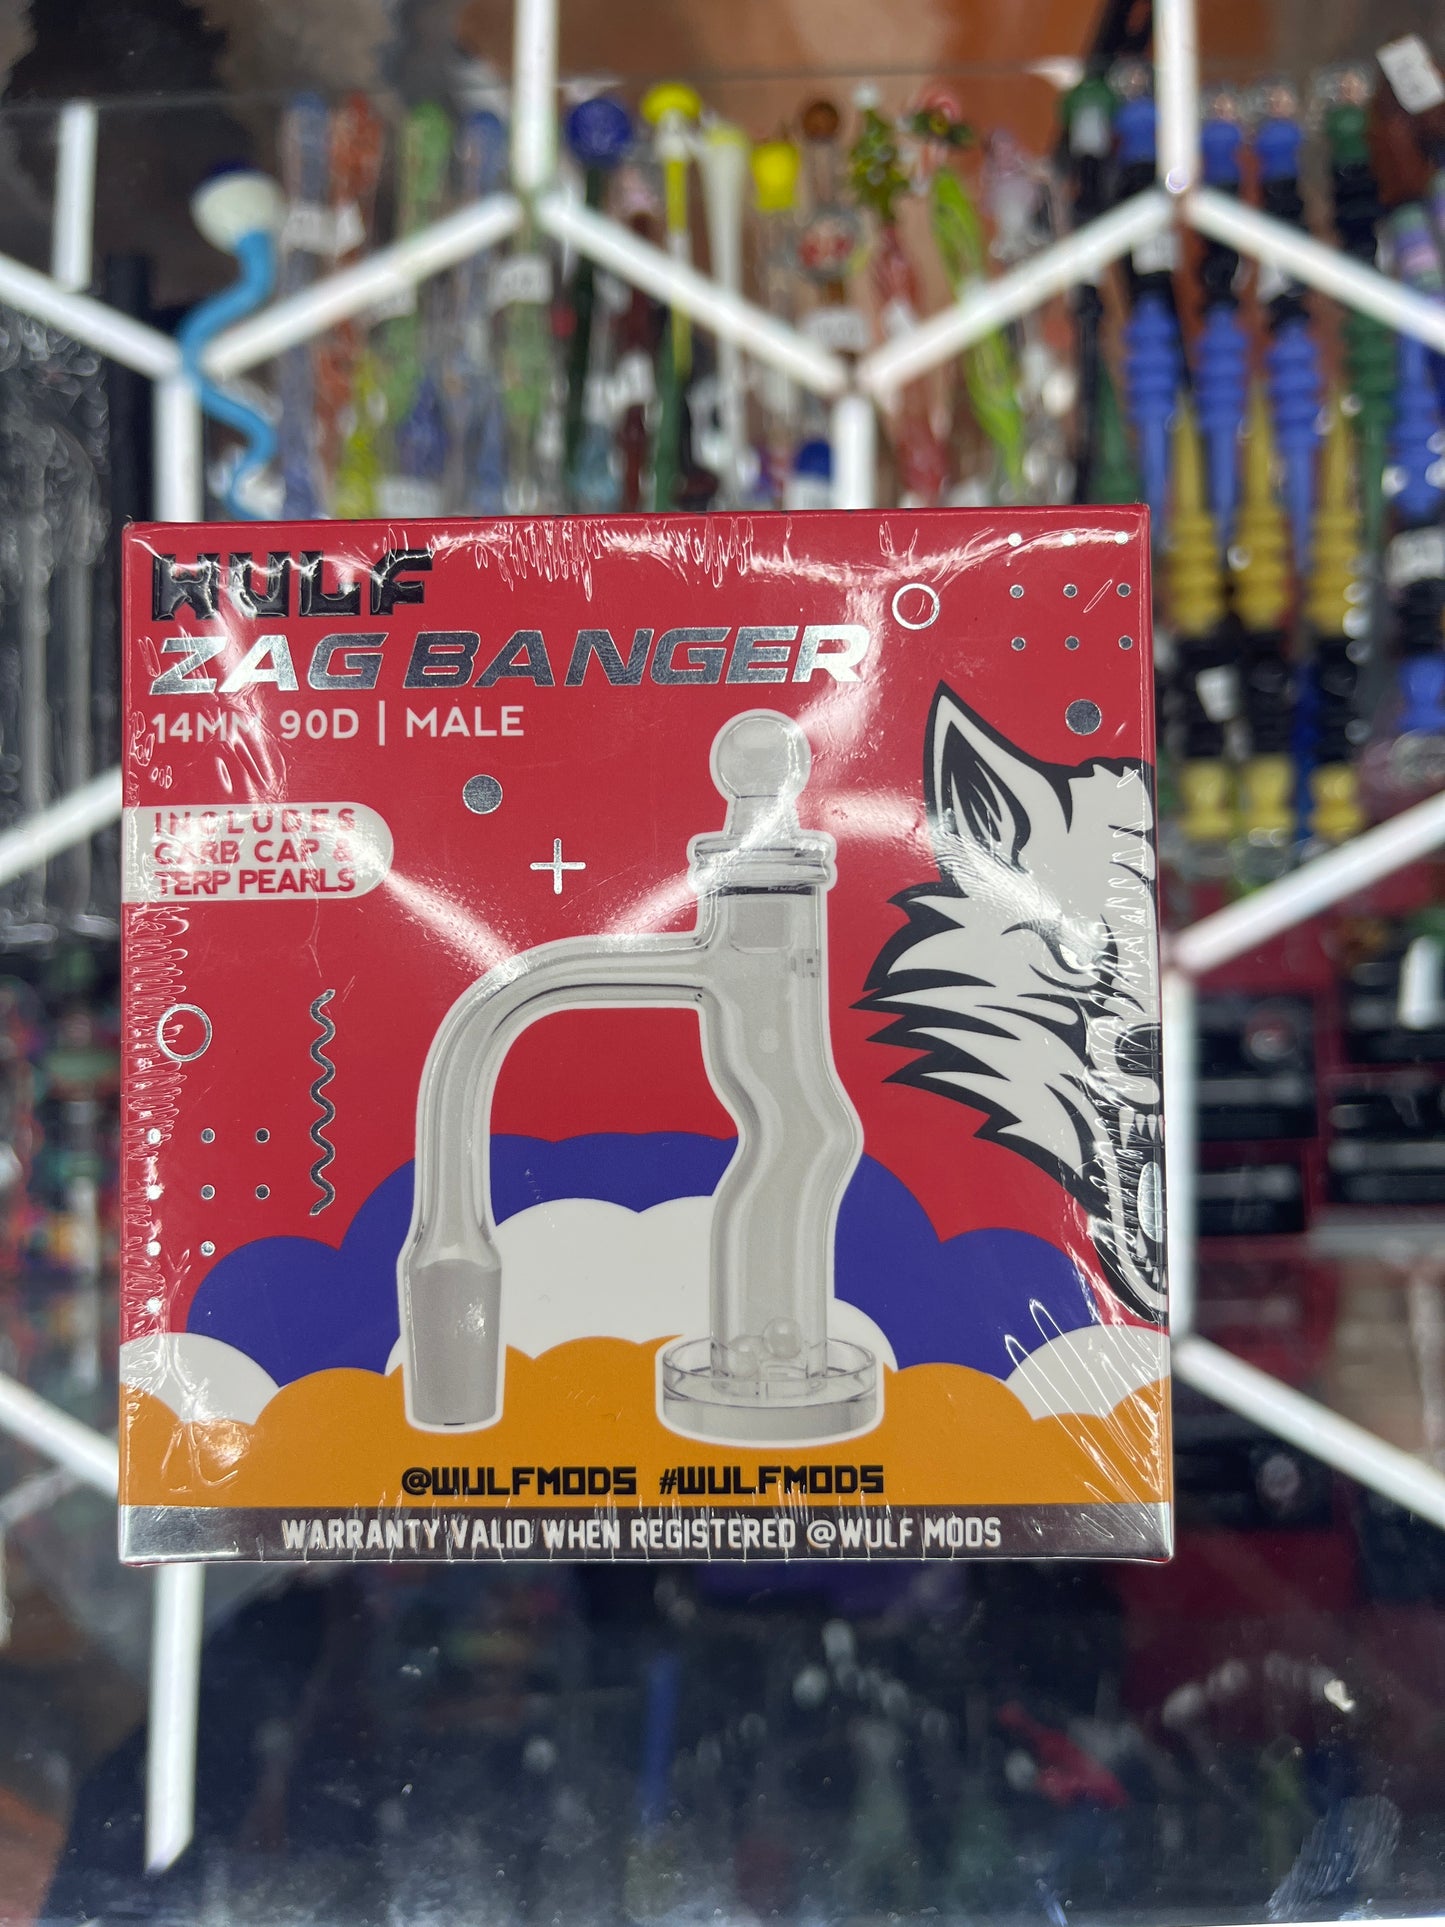 WULF
ZAG BANGER
14MM 90D | MALE
INCLUDES
CARB CAP &
TERP PEARLS
WULF
@WULFMODS #WULFMODS
WARRANTY VALID WHEN REGISTERED @WULF MODS